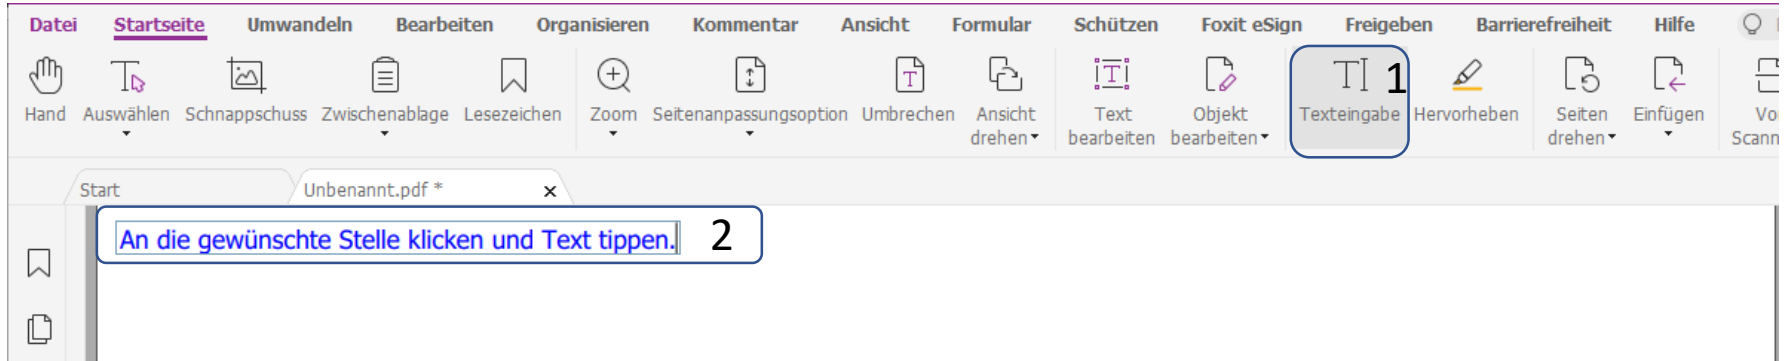 Datei Startseite Umwandeln Bearbeiten Organisieren Kommentar Ansicht Formular Schützen Foxit eSign Freigeben Barrierefreiheit Hilfe
Hand Auswählen Schnappschuss Zwischenablage Lesezeichen Zoom Seitenanpassungsoption Umbrechen Ansicht drehen Text bearbeiten Objekt bearbeiten Texteingabe 1 Hervorheben Seiten drehen Einfügen
Start Unbenannt.pdf * x
An die gewünschte Stelle klicken und Text tippen. 2